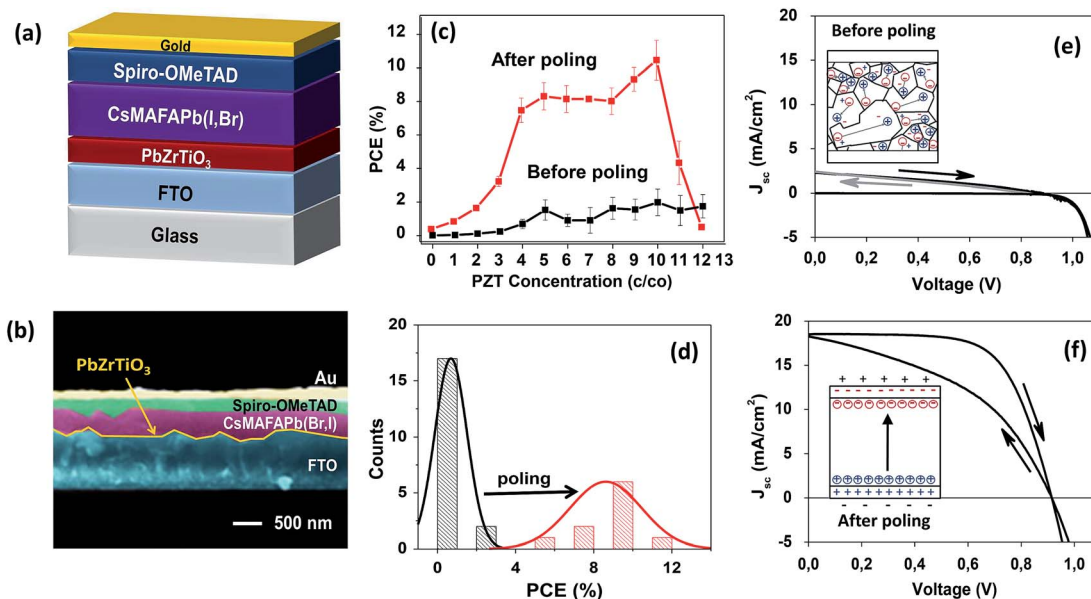 (a)
Gold
Spiro-OMeTAD
CsMAFAPb(I,Br)
PbZrTiO3
FTO
Glass
(b)
PbZrTiO3
Au
Spiro-OMeTAD
CsMAFAPb(Br,I)
FTO
500 nm
(c)
After poling
Before poling
PCE (%)
12
10
8
6
4
2
0
0 1 2 3 4 5 6 7 8 9 10 11 12 13
PZT Concentration (c/co)
(d)
poling
Counts
20
15
10
5
0
0 4 8 12
PCE (%)
(e)
Before poling
Jsc (mA/cm2)
20
15
10
5
0
-5
0,0 0,2 0,4 0,6 0,8 1,0
Voltage (V)
(f)
After poling
Jsc (mA/cm2)
20
15
10
5
0
-5
0,0 0,2 0,4 0,6 0,8 1,0
Voltage (V)